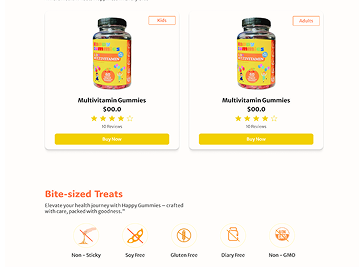 Kids
Adults
Multivitamin Gummies
$00.0
10 Reviews
Buy Now
Multivitamin Gummies
$00.0
10 Reviews
Buy Now
Bite-sized Treats
Elevate your health journey with Happy Gummies – crafted
with care, packed with goodness."
Non - Sticky
Soy Free
Gluten Free
Diary Free
Non - GMO